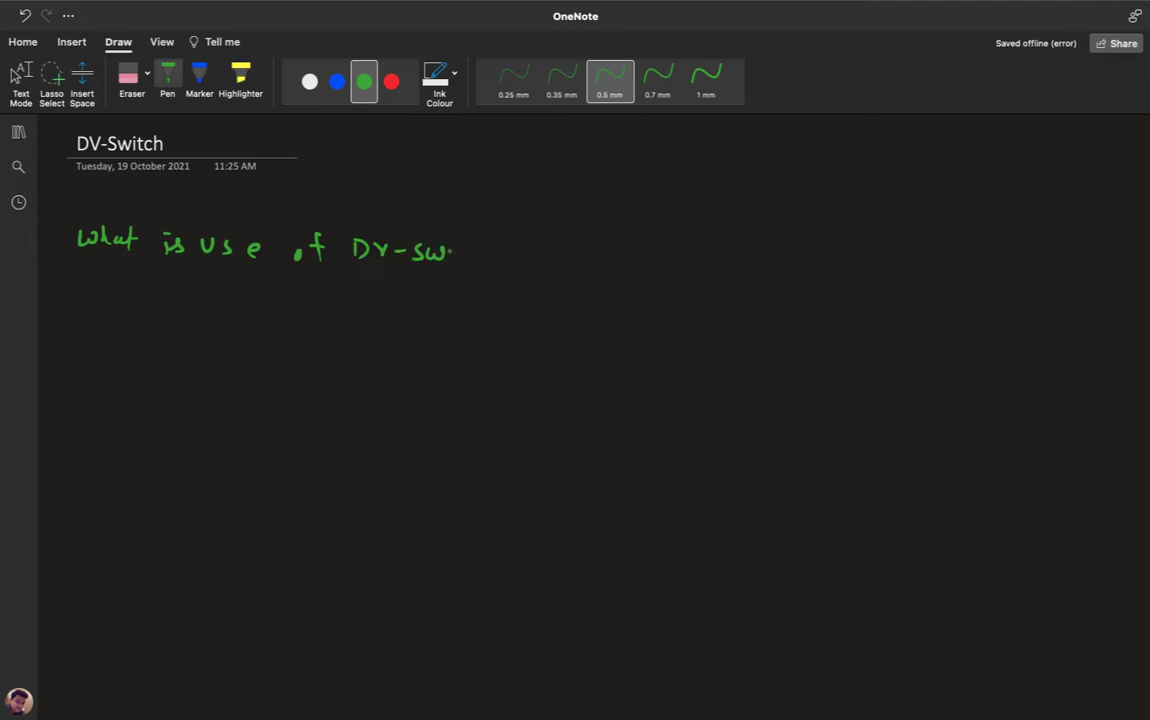 OneNote
Home Insert Draw View Tell me
Saved offline (error) Share
Text Mode
Lasso Select
Insert Space
Eraser
Pen
Marker
Highlighter
Ink Colour
0.25 mm
0.35 mm
0.5 mm
0.7 mm
1 mm
DV-Switch
Tuesday, 19 October 2021 11:25 AM
What is use of DV-sw